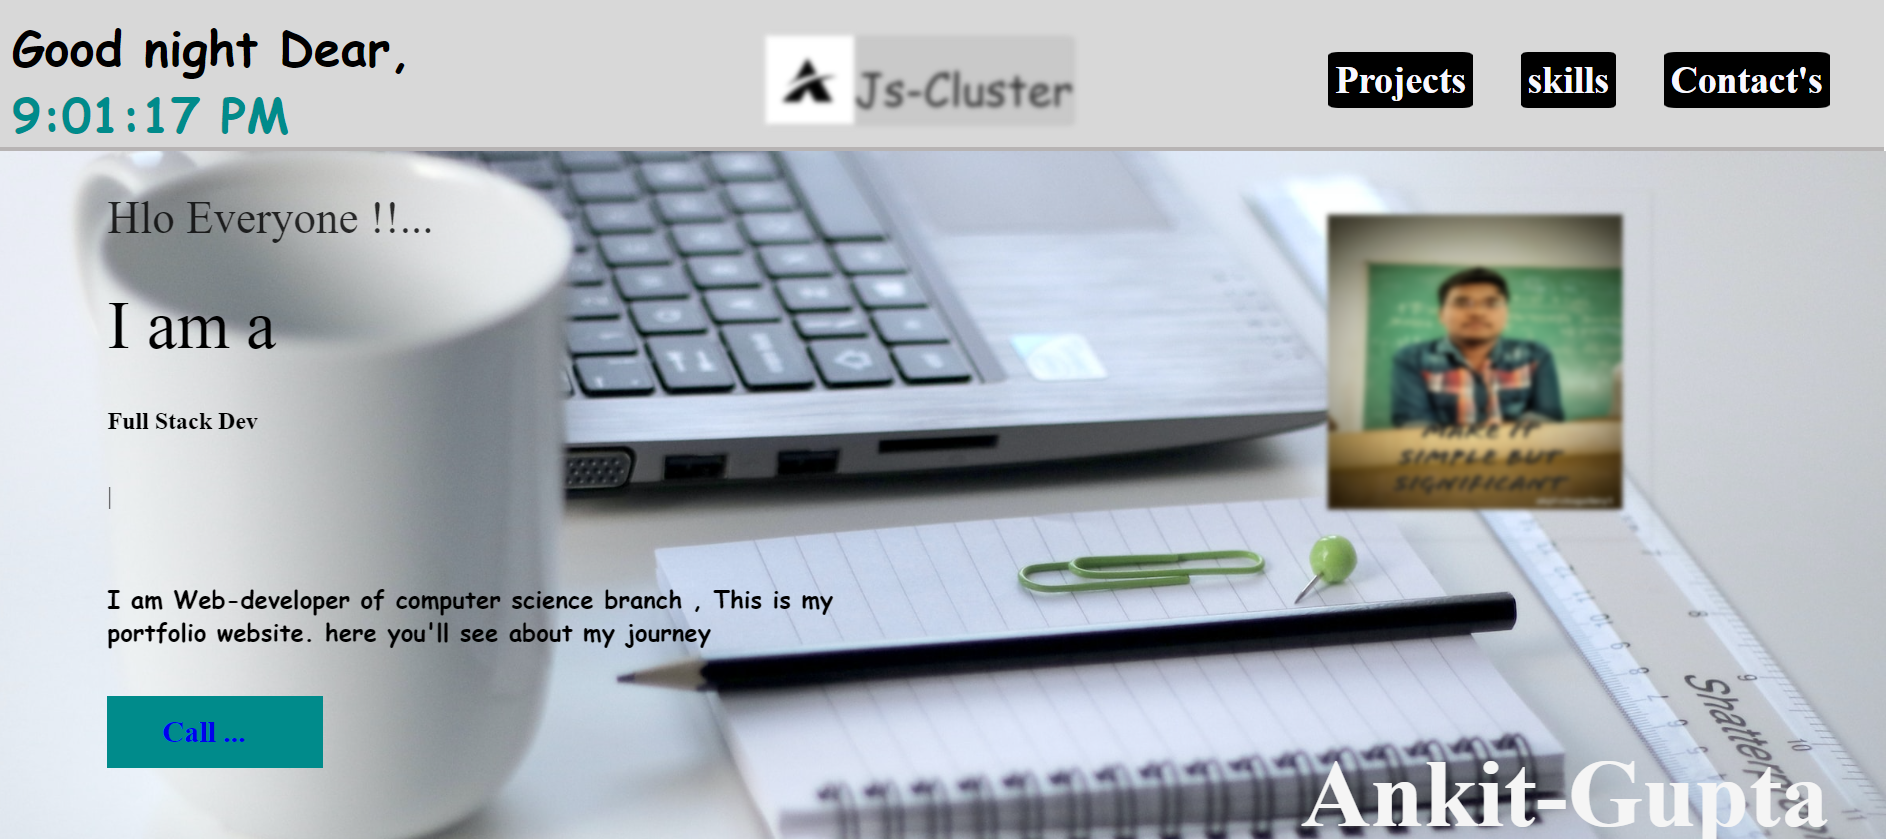 Good night Dear,
9:01:17 PM
Js-Cluster
Projects
skills
Contact's
Hlo Everyone !!...
I am a
Full Stack Dev
|
I am Web-developer of computer science branch , This is my
portfolio website. here you'll see about my journey
Call ...
MAKE IT
SIMPLE BUT
SIGNIFICANT
Ankit-Gupta